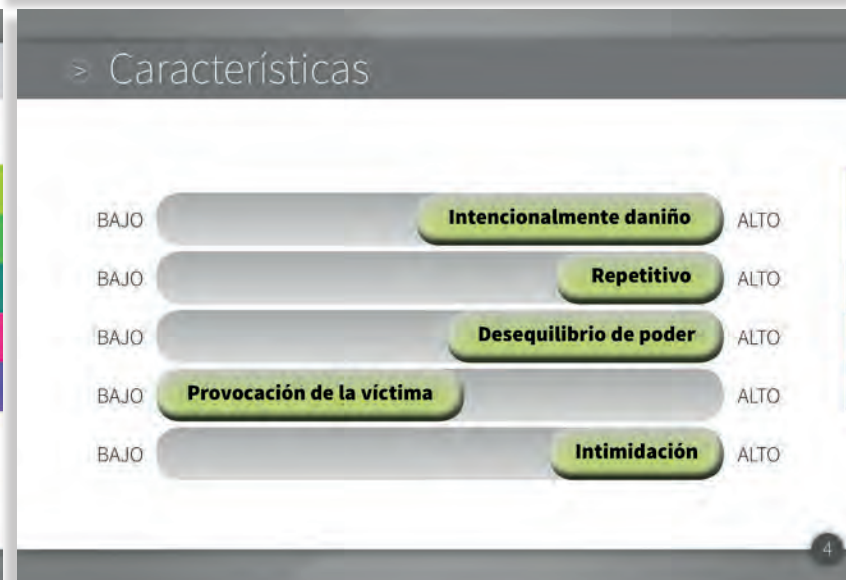 > Características
BAJO Intencionalmente daniño ALTO
BAJO Repetitivo ALTO
BAJO Desequilibrio de poder ALTO
BAJO Provocación de la víctima ALTO
BAJO Intimidación ALTO
4